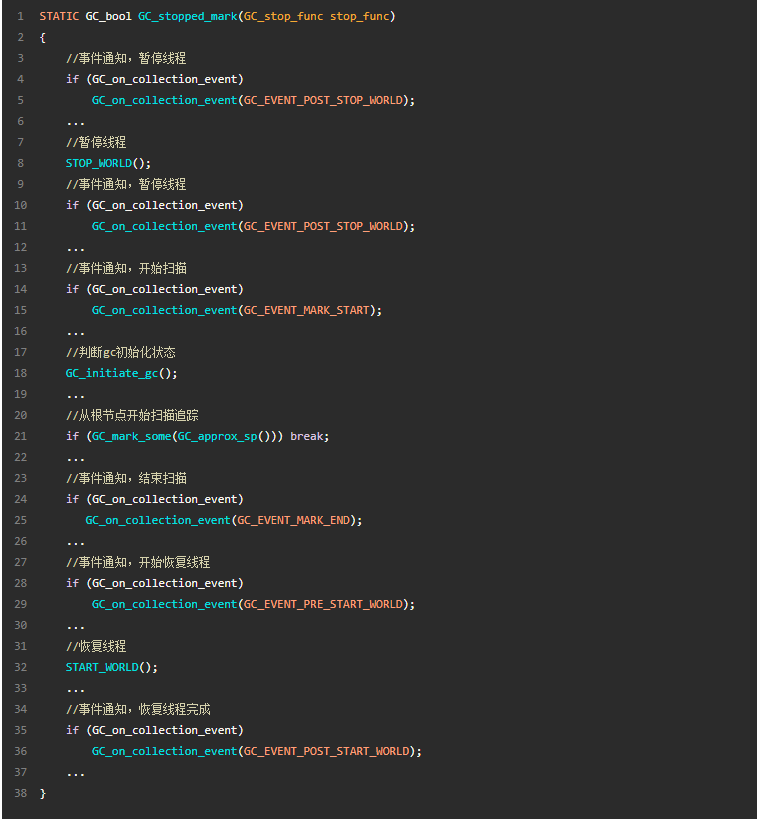 1 STATIC GC_bool GC_stopped_mark(GC_stop_func stop_func)
2 {
3     //事件通知，暂停线程
4     if (GC_on_collection_event)
5         GC_on_collection_event(GC_EVENT_POST_STOP_WORLD);
6     ...
7     //暂停线程
8     STOP_WORLD();
9     //事件通知，暂停线程
10     if (GC_on_collection_event)
11         GC_on_collection_event(GC_EVENT_POST_STOP_WORLD);
12     ...
13     //事件通知，开始扫描
14     if (GC_on_collection_event)
15         GC_on_collection_event(GC_EVENT_MARK_START);
16     ...
17     //判断gc初始化状态
18     GC_initiate_gc();
19     ...
20     //从根节点开始扫描追踪
21     if (GC_mark_some(GC_approx_sp())) break;
22     ...
23     //事件通知，结束扫描
24     if (GC_on_collection_event)
25        GC_on_collection_event(GC_EVENT_MARK_END);
26     ...
27     //事件通知，开始恢复线程
28     if (GC_on_collection_event)
29         GC_on_collection_event(GC_EVENT_PRE_START_WORLD);
30     ...
31     //恢复线程
32     START_WORLD();
33     ...
34     //事件通知，恢复线程完成
35     if (GC_on_collection_event)
36         GC_on_collection_event(GC_EVENT_POST_START_WORLD);
37     ...
38 }